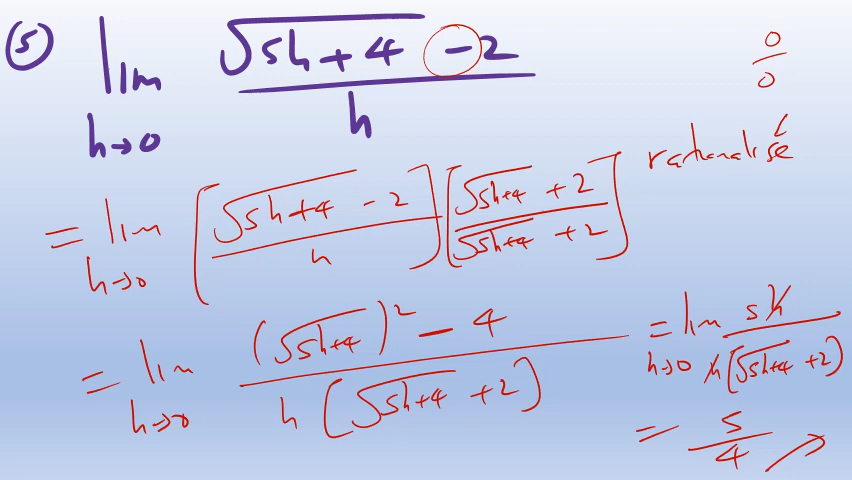 (5) lim h→0 (√(5h+4) - 2)/h
0/0
rationalise
= lim h→0 [(√(5h+4) - 2)/h] [(√(5h+4) + 2)/(√(5h+4) + 2)]
= lim h→0 ((√(5h+4))² - 4)/(h(√(5h+4) + 2))
= lim h→0 5h/(h(√(5h+4) + 2))
= 5/4